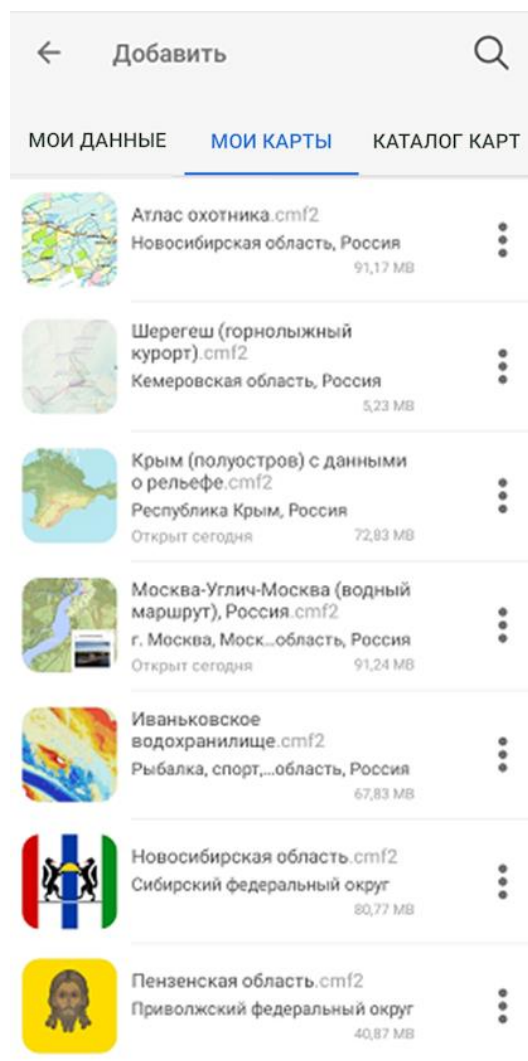 Добавить
МОИ ДАННЫЕ МОИ КАРТЫ КАТАЛОГ КАРТ
Атлас охотника.cmf2
Новосибирская область, Россия
91,17 MB
Шерегеш (горнолыжный
курорт).cmf2
Кемеровская область, Россия
5,23 MB
Крым (полуостров) с данными
о рельефе.cmf2
Республика Крым, Россия
Открыт сегодня 72,83 MB
Москва-Углич-Москва (водный
маршрут), Россия.cmf2
г. Москва, Моск...область, Россия
Открыт сегодня 91,24 MB
Иваньковское
водохранилище.cmf2
Рыбалка, спорт,...область, Россия
67,83 MB
Новосибирская область.cmf2
Сибирский федеральный округ
80,77 MB
Пензенская область.cmf2
Приволжский федеральный округ
40,87 MB